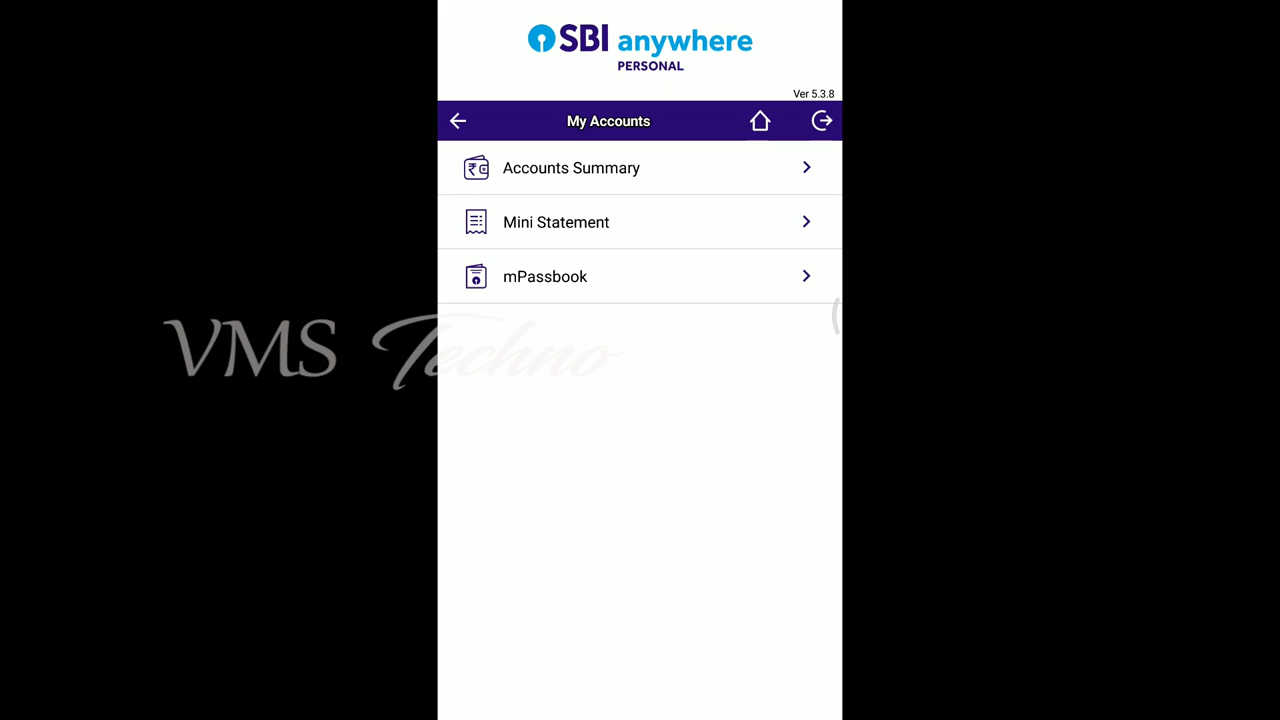 SBI anywhere
PERSONAL
Ver 5.3.8
My Accounts
Accounts Summary
Mini Statement
mPassbook
VMS Techno